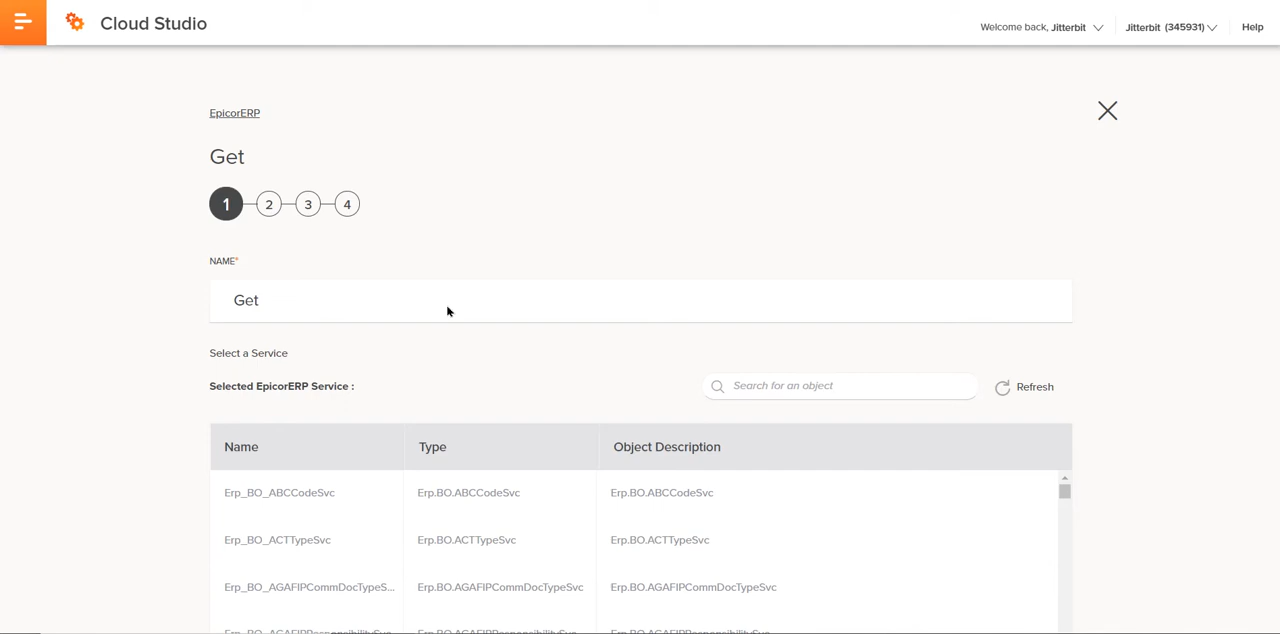 Cloud Studio
Welcome back, Jitterbit
Jitterbit (345931)
Help
EpicorERP
Get
1 2 3 4
NAME*
Get
Select a Service
Selected EpicorERP Service :
Search for an object
Refresh
Name Type Object Description
Erp_BO_ABCCodeSvc Erp.BO.ABCCodeSvc Erp.BO.ABCCodeSvc
Erp_BO_ACTTypeSvc Erp.BO.ACTTypeSvc Erp.BO.ACTTypeSvc
Erp_BO_AGAFIPCommDocTypeS... Erp.BO.AGAFIPCommDocTypeSvc Erp.BO.AGAFIPCommDocTypeSvc